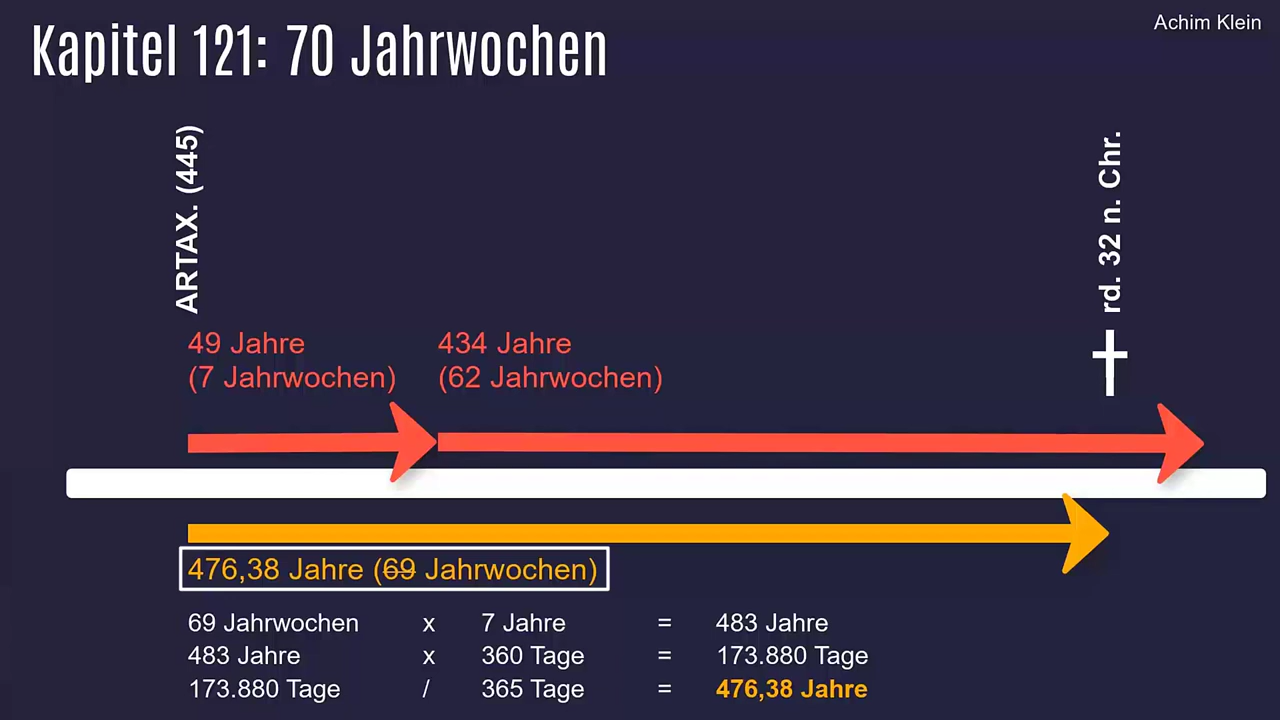 Kapitel 121: 70 Jahrwochen
Achim Klein
ARTAX. (445)
rd. 32 n. Chr.
49 Jahre
(7 Jahrwochen)
434 Jahre
(62 Jahrwochen)
476,38 Jahre (69 Jahrwochen)
69 Jahrwochen x 7 Jahre = 483 Jahre
483 Jahre x 360 Tage = 173.880 Tage
173.880 Tage / 365 Tage = 476,38 Jahre